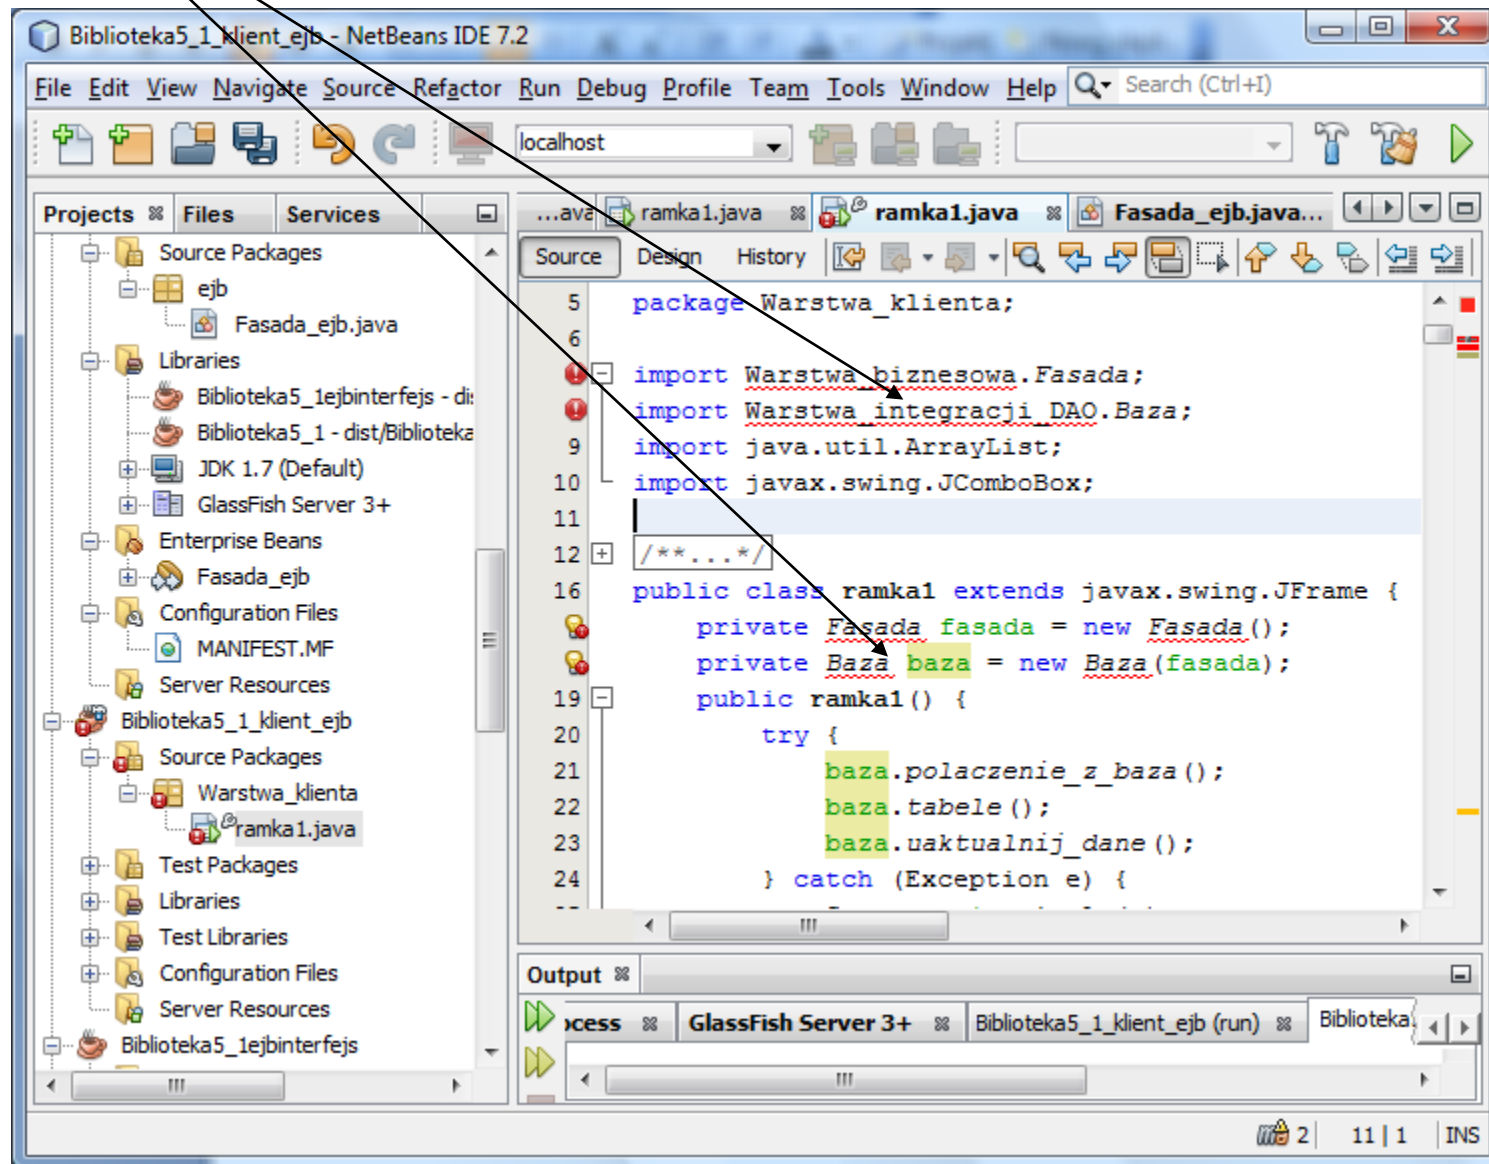 Biblioteka5_1_klient_ejb - NetBeans IDE 7.2
File Edit View Navigate Source Refactor Run Debug Profile Team Tools Window Help Search (Ctrl+I)
localhost
Projects Files Services
Source Packages
ejb
Fasada_ejb.java
Libraries
Biblioteka5_1ejbinterfejs - dis
Biblioteka5_1 - dist/Biblioteka
JDK 1.7 (Default)
GlassFish Server 3+
Enterprise Beans
Fasada_ejb
Configuration Files
MANIFEST.MF
Server Resources
Biblioteka5_1_klient_ejb
Source Packages
Warstwa_klienta
ramka1.java
Test Packages
Libraries
Test Libraries
Configuration Files
Server Resources
Biblioteka5_1ejbinterfejs
...ava ramka1.java ramka1.java Fasada_ejb.java...
Source Design History
5 package Warstwa_klienta;
6
import Warstwa_biznesowa.Fasada;
import Warstwa_integracji_DAO.Baza;
9 import java.util.ArrayList;
10 import javax.swing.JComboBox;
11
12 /**...*/
16 public class ramka1 extends javax.swing.JFrame {
private Fasada fasada = new Fasada();
private Baza baza = new Baza(fasada);
19 public ramka1() {
20 try {
21 baza.polaczenie_z_baza();
22 baza.tabele();
23 baza.uaktualnij_dane();
24 } catch (Exception e) {
Output
ocess GlassFish Server 3+ Biblioteka5_1_klient_ejb (run) Biblioteka
2 11 | 1 INS